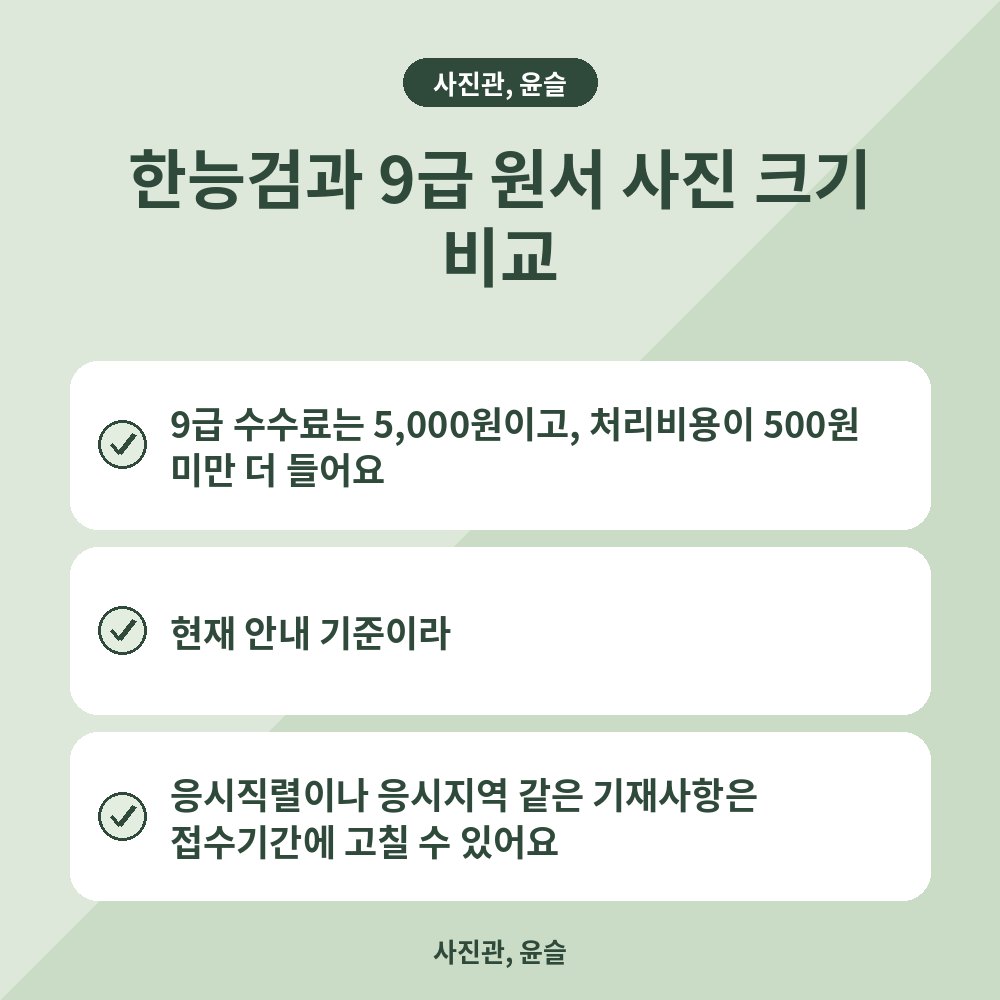 사진관, 윤슬
한능검과 9급 원서 사진 크기
비교
9급 수수료는 5,000원이고, 처리비용이 500원
미만 더 들어요
현재 안내 기준이라
응시직렬이나 응시지역 같은 기재사항은
접수기간에 고칠 수 있어요
사진관, 윤슬